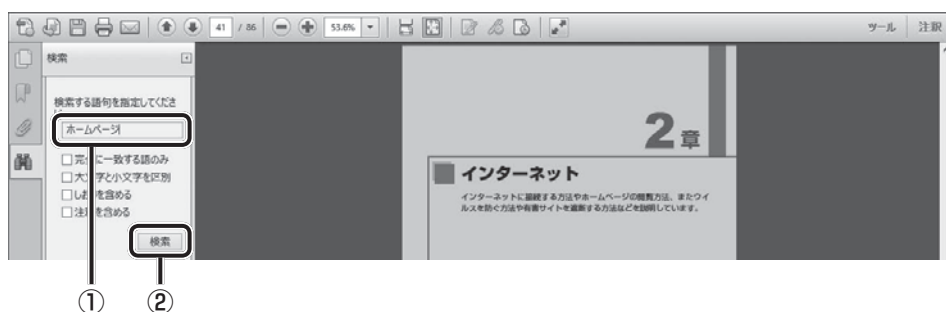 41 / 86 53.6% ツール 注釈
検索
検索する語句を指定してくださ
ホームページ
完全に一致する語のみ
大文字と小文字を区別
しおりを含める
注釈を含める
検索
① ②
2章
インターネット
インターネットに接続する方法やホームページの閲覧方法、またウイ
ルスを防ぐ方法や有害サイトを遮断する方法などを説明しています。